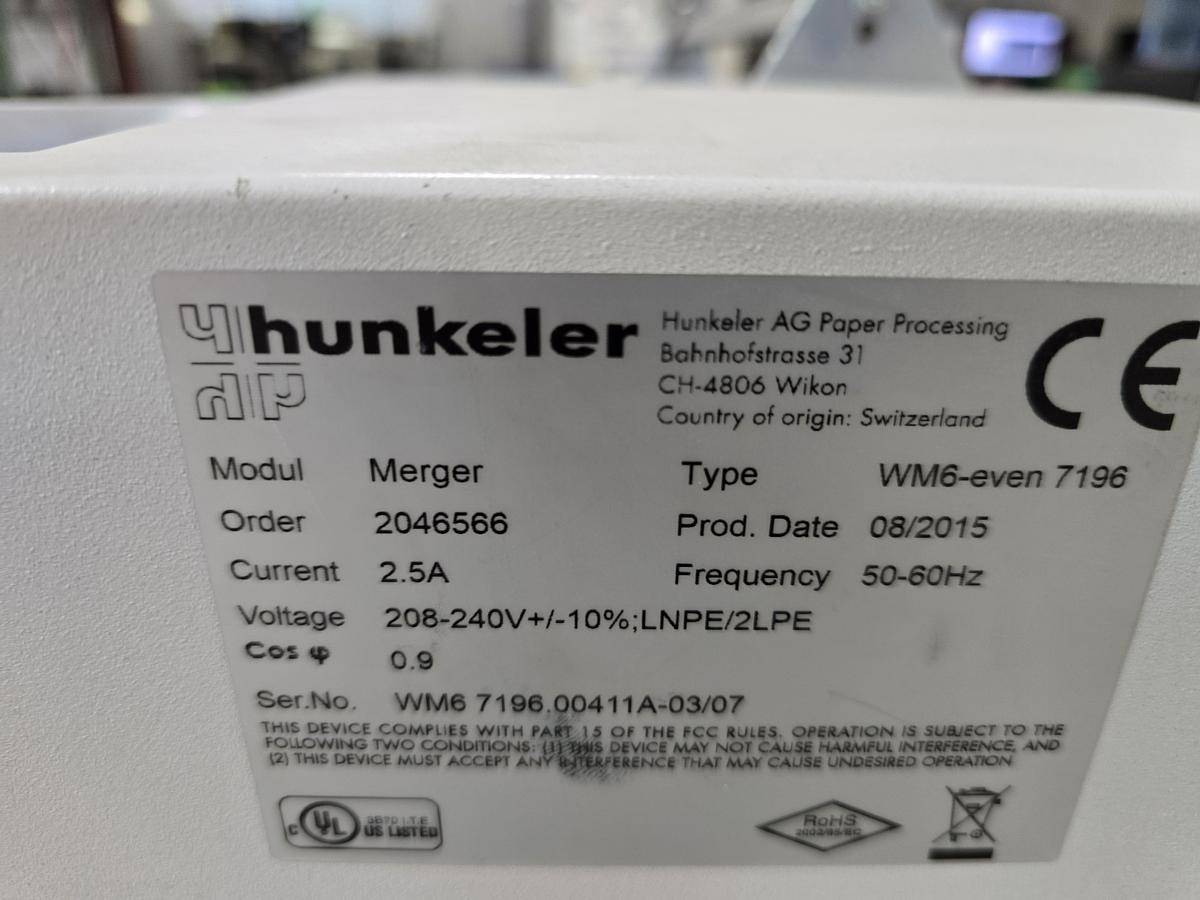 hunkeler
Hunkeler AG Paper Processing
Bahnhofstrasse 31
CH-4806 Wikon
Country of origin: Switzerland
CE
Modul Merger Type WM6-even 7196
Order 2046566 Prod. Date 08/2015
Current 2.5A Frequency 50-60Hz
Voltage 208-240V+/-10%;LNPE/2LPE
Cos φ 0.9
Ser.No. WM6 7196.00411A-03/07
THIS DEVICE COMPLIES WITH PART 15 OF THE FCC RULES. OPERATION IS SUBJECT TO THE
FOLLOWING TWO CONDITIONS: (1) THIS DEVICE MAY NOT CAUSE HARMFUL INTERFERENCE, AND
(2) THIS DEVICE MUST ACCEPT ANY INTERFERENCE THAT MAY CAUSE UNDESIRED OPERATION
c UL I.T.E.
US LISTED
RoHS
2002/95/EC